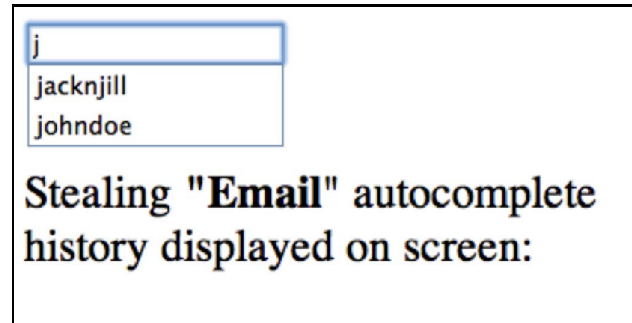 j
jacknjill
johndoe
Stealing "Email" autocomplete
history displayed on screen: